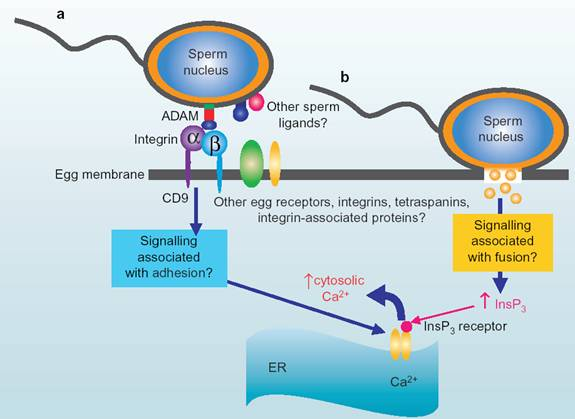 a
Sperm
nucleus
ADAM
Other sperm
ligands?
Integrin
α
β
Egg membrane
CD9
Other egg receptors, integrins, tetraspanins,
integrin-associated proteins?
Signalling
associated
with adhesion?
b
Sperm
nucleus
Signalling
associated
with fusion?
↑ InsP₃
↑cytosolic
Ca²⁺
InsP₃ receptor
ER
Ca²⁺